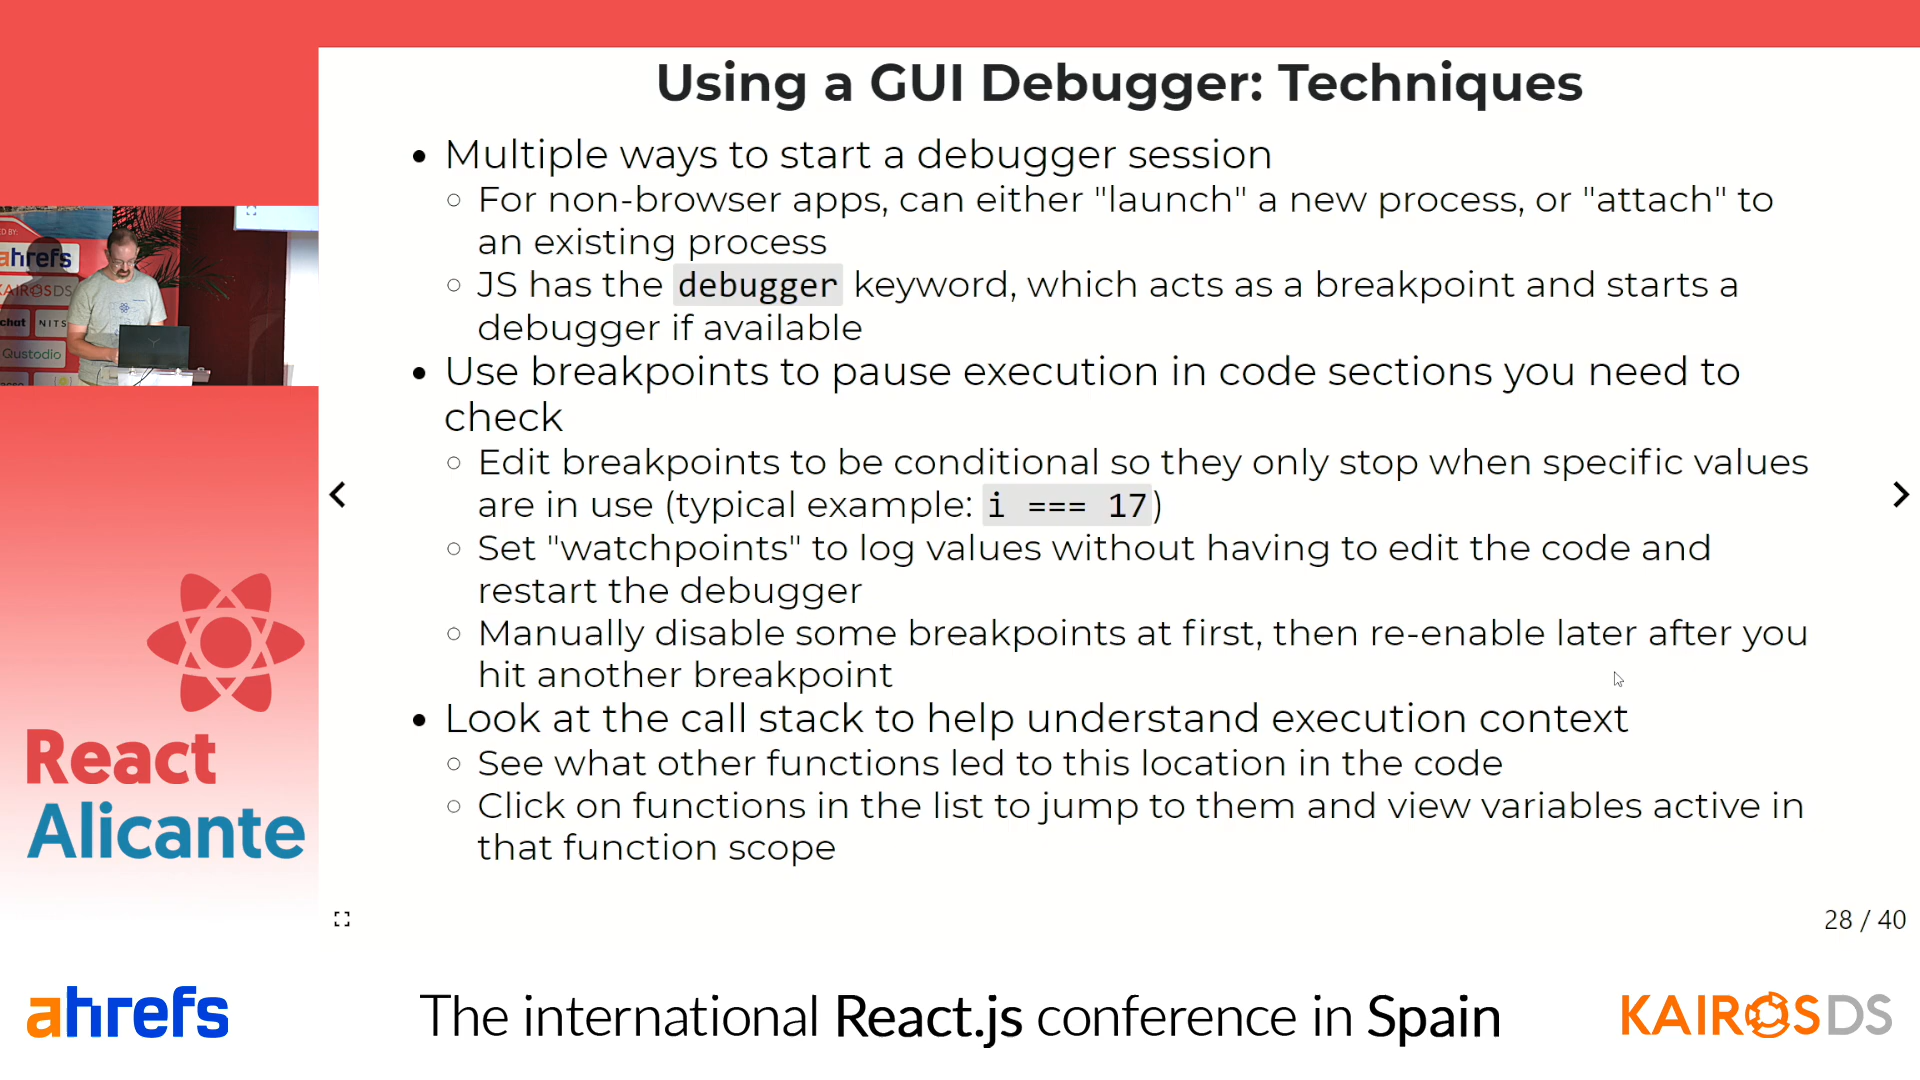 Using a GUI Debugger: Techniques
• Multiple ways to start a debugger session
○ For non-browser apps, can either "launch" a new process, or "attach" to
an existing process
○ JS has the debugger keyword, which acts as a breakpoint and starts a
debugger if available
• Use breakpoints to pause execution in code sections you need to
check
○ Edit breakpoints to be conditional so they only stop when specific values
are in use (typical example: i === 17)
○ Set "watchpoints" to log values without having to edit the code and
restart the debugger
○ Manually disable some breakpoints at first, then re-enable later after you
hit another breakpoint
• Look at the call stack to help understand execution context
○ See what other functions led to this location in the code
○ Click on functions in the list to jump to them and view variables active in
that function scope
28 / 40
ED BY:
ahrefs
KAIROSDS
chat
NITS
Qustodio
React
Alicante
ahrefs
The international React.js conference in Spain
KAIROSDS